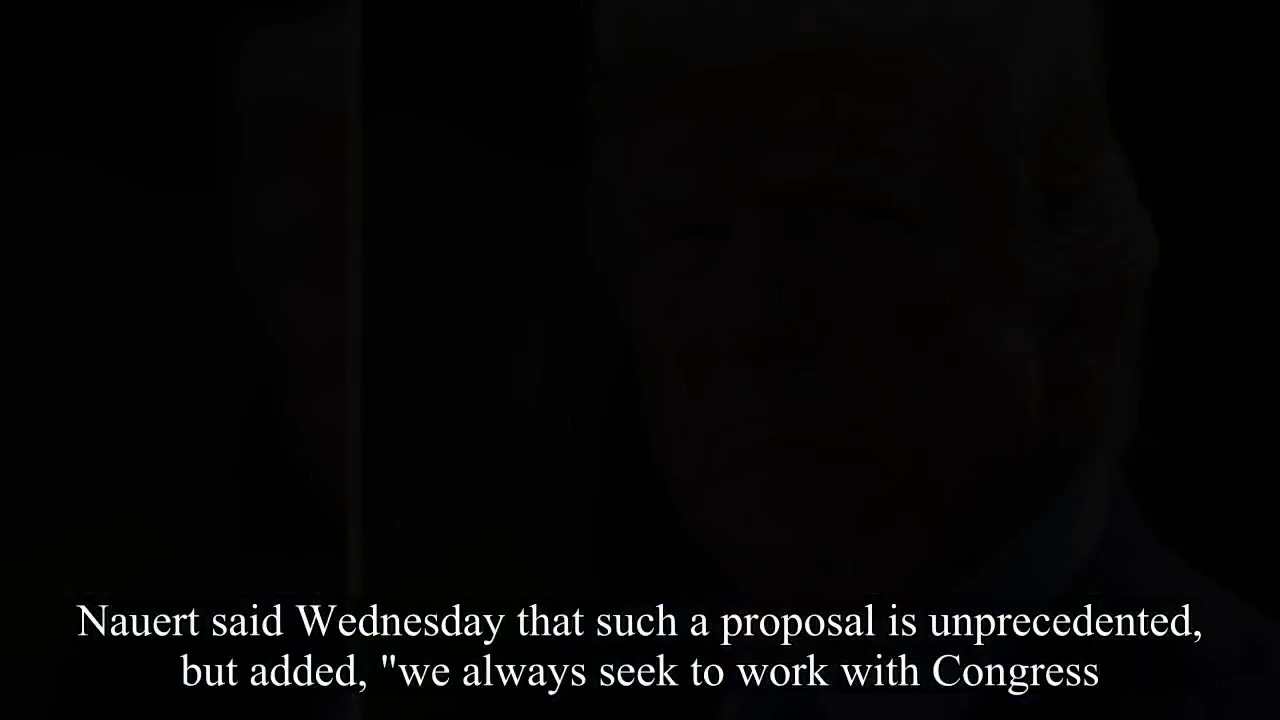 Nauert said Wednesday that such a proposal is unprecedented,
but added, "we always seek to work with Congress